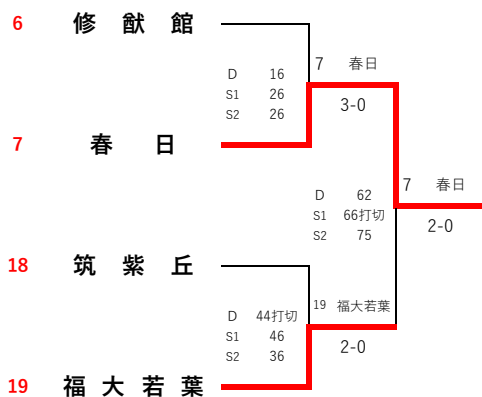 6 修猷館
7 春日
D 16
S1 26
S2 26
3-0
7 春日
7 春日
D 62
S1 66打切
S2 75
2-0
18 筑紫丘
19 福大若葉
D 44打切
S1 46
S2 36
2-0
19 福大若葉